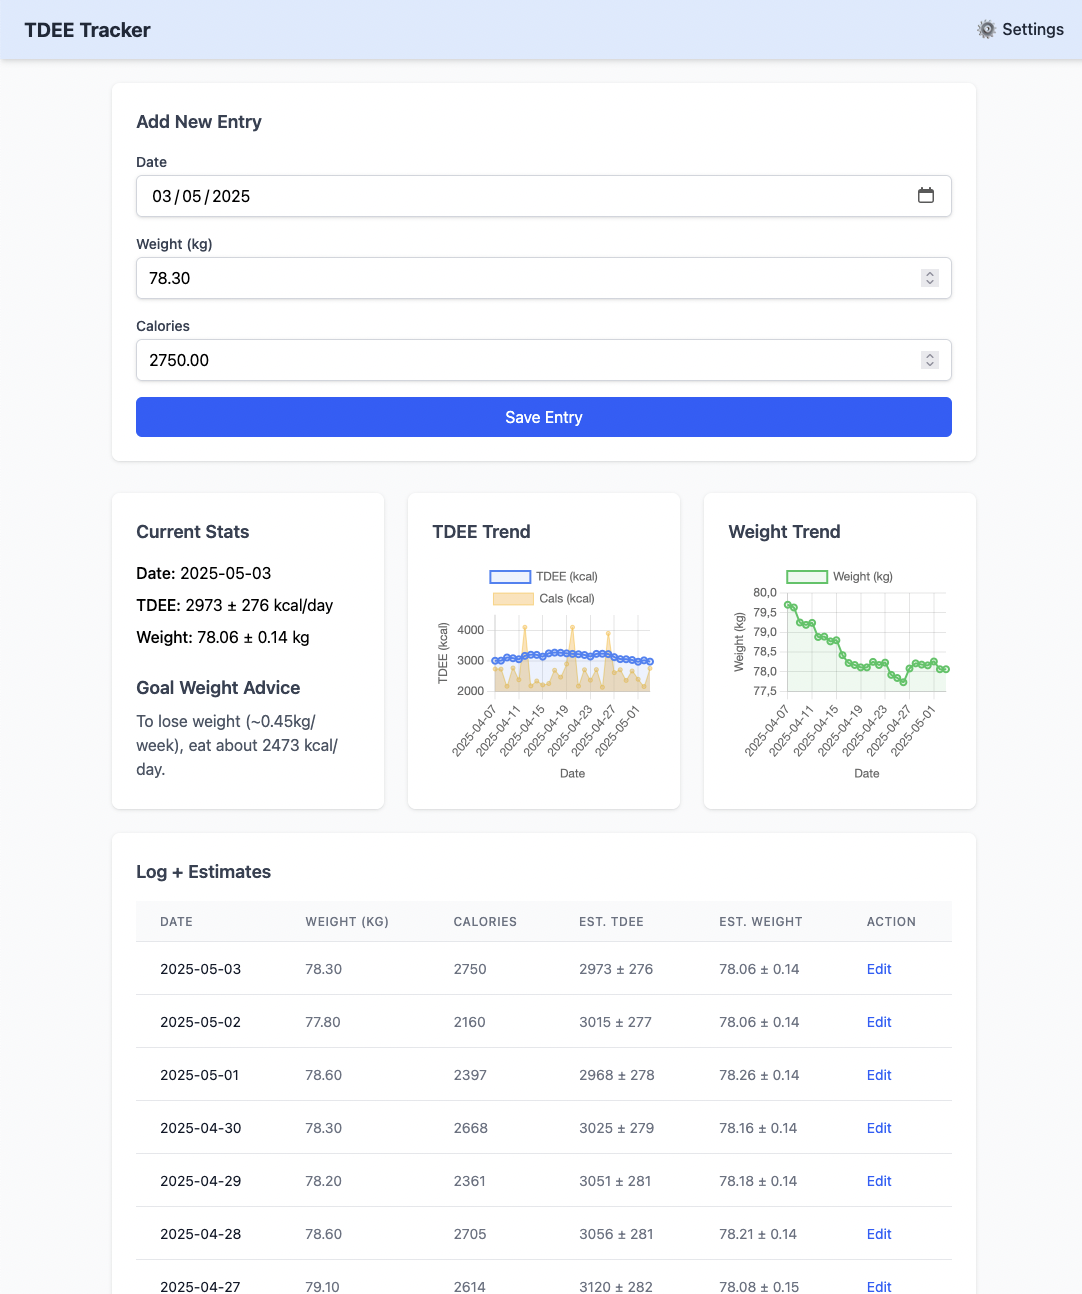 TDEE Tracker
⚙️ Settings
Add New Entry
Date
03/05/2025
Weight (kg)
78.30
Calories
2750.00
Save Entry
Current Stats
Date: 2025-05-03
TDEE: 2973 ± 276 kcal/day
Weight: 78.06 ± 0.14 kg
Goal Weight Advice
To lose weight (~0.45kg/
week), eat about 2473 kcal/
day.
TDEE Trend
TDEE (kcal)
Cals (kcal)
TDEE (kcal)
4000
3000
2000
2025-04-07
2025-04-11
2025-04-15
2025-04-19
2025-04-23
2025-04-27
2025-05-01
Date
Weight Trend
Weight (kg)
Weight (kg)
80,0
79,5
79,0
78,5
78,0
77,5
2025-04-07
2025-04-11
2025-04-15
2025-04-19
2025-04-23
2025-04-27
2025-05-01
Date
Log + Estimates
DATE WEIGHT (KG) CALORIES EST. TDEE EST. WEIGHT ACTION
2025-05-03 78.30 2750 2973 ± 276 78.06 ± 0.14 Edit
2025-05-02 77.80 2160 3015 ± 277 78.06 ± 0.14 Edit
2025-05-01 78.60 2397 2968 ± 278 78.26 ± 0.14 Edit
2025-04-30 78.30 2668 3025 ± 279 78.16 ± 0.14 Edit
2025-04-29 78.20 2361 3051 ± 281 78.18 ± 0.14 Edit
2025-04-28 78.60 2705 3056 ± 281 78.21 ± 0.14 Edit
2025-04-27 79.10 2614 3120 ± 282 78.08 ± 0.15 Edit